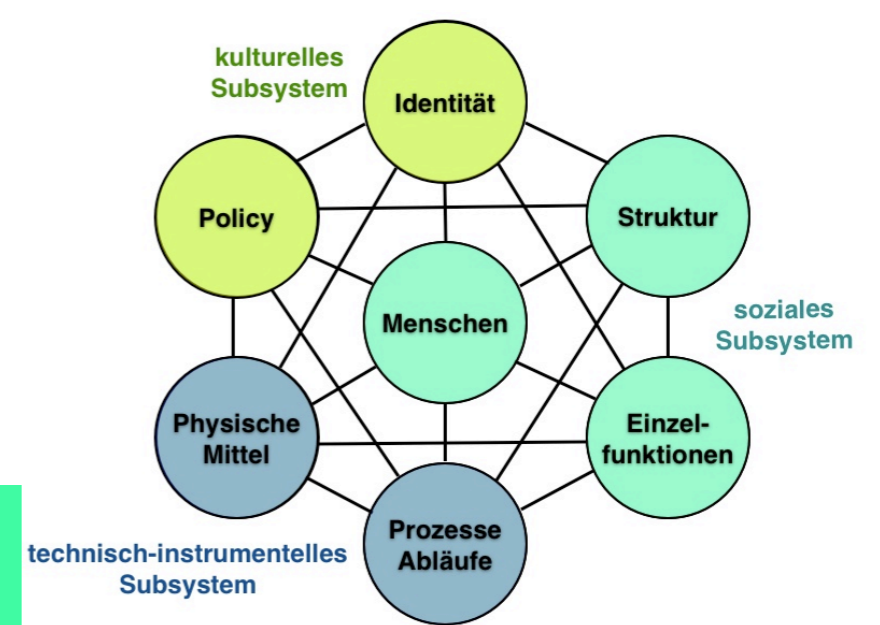 kulturelles
Subsystem
Identität
Policy
Struktur
Menschen
soziales
Subsystem
Physische
Mittel
Einzel-
funktionen
Prozesse
Abläufe
technisch-instrumentelles
Subsystem